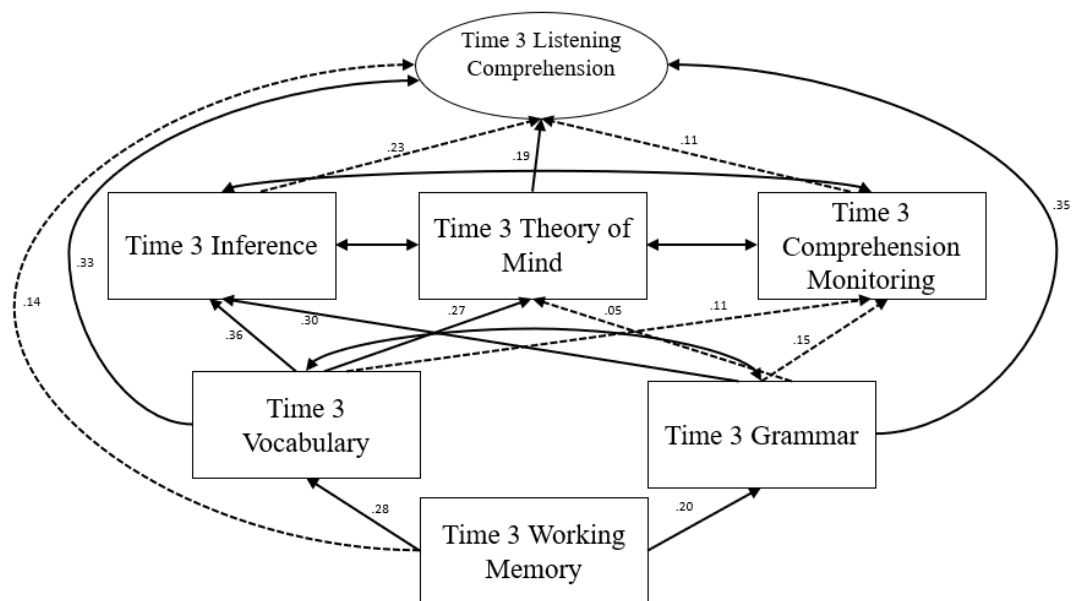 Time 3 Listening
Comprehension
.23
.11
.19
.35
Time 3 Inference
Time 3 Theory of
Mind
Time 3
Comprehension
Monitoring
.33
.14
.30
.27
.05
.11
.36
.15
Time 3
Vocabulary
Time 3 Grammar
.28
.20
Time 3 Working
Memory